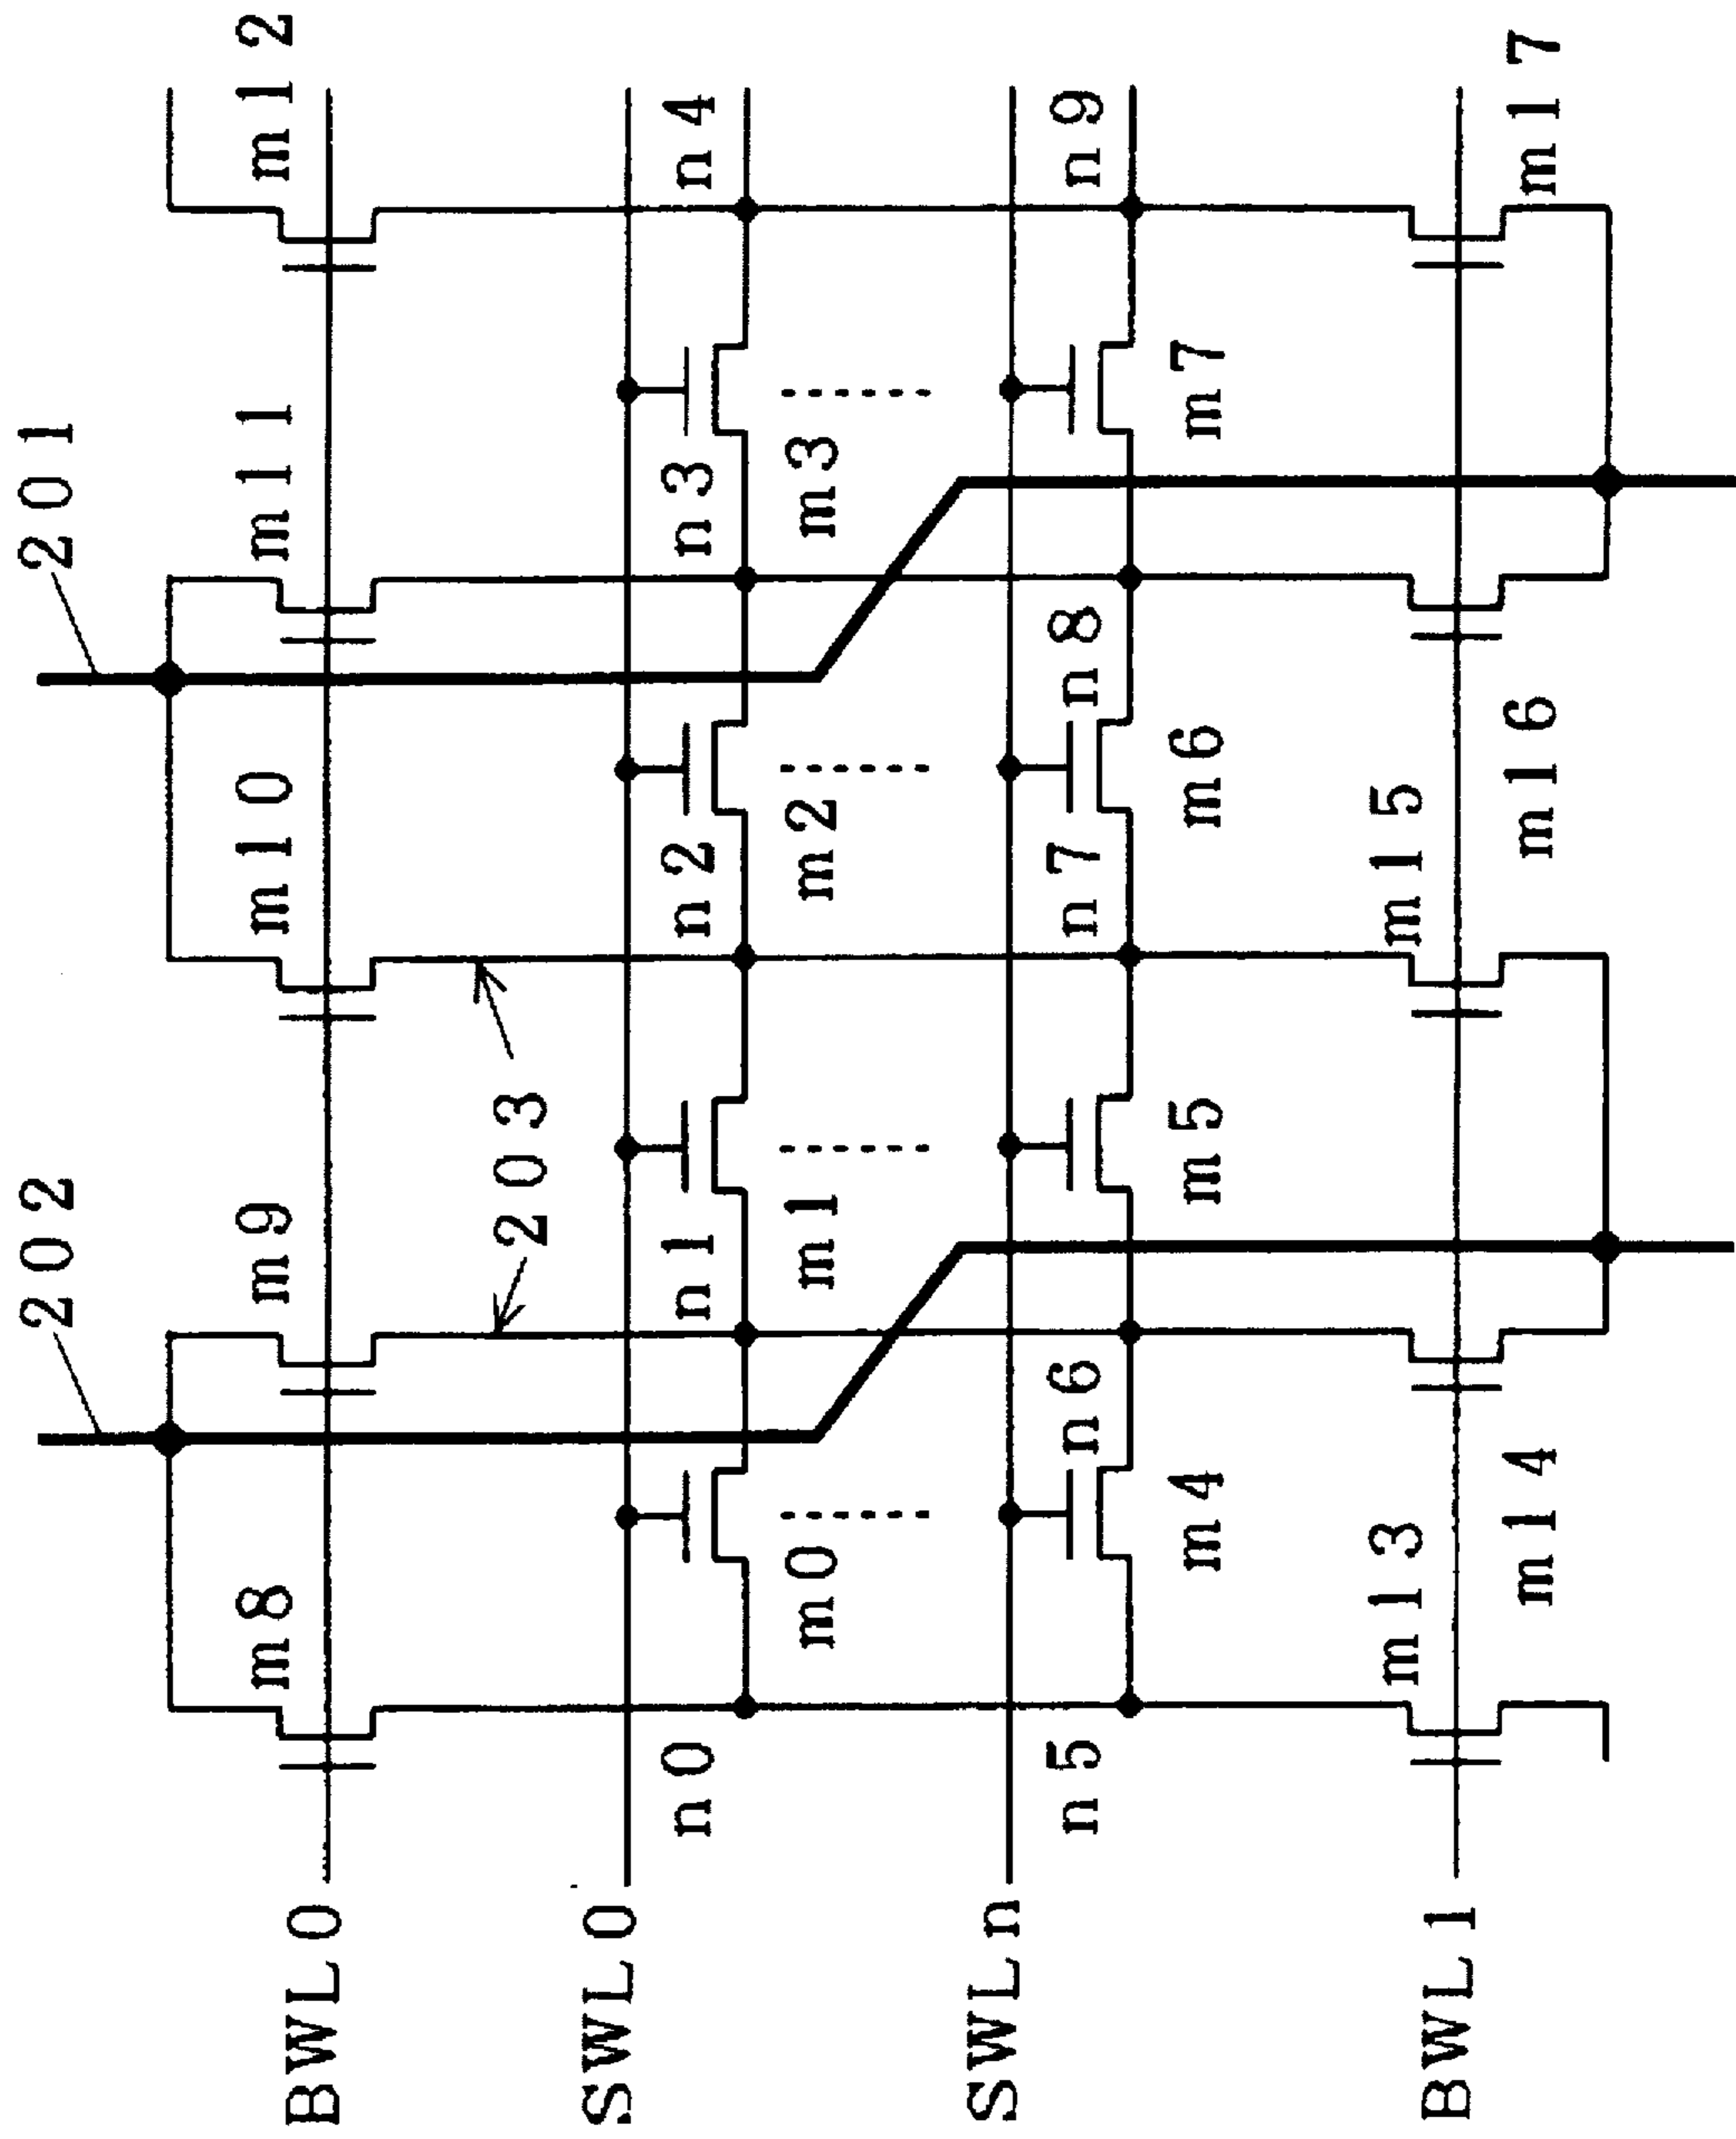 202 201
m8 m9 m10 m11 m12
BWL0
203
SWL0
n0 n1 n2 n3 n4
m0 m1 m2 m3
SWLn
n5 n6 n7 n8 n9
m4 m5 m6 m7
m13 m15
BWL1
m14 m16 m17